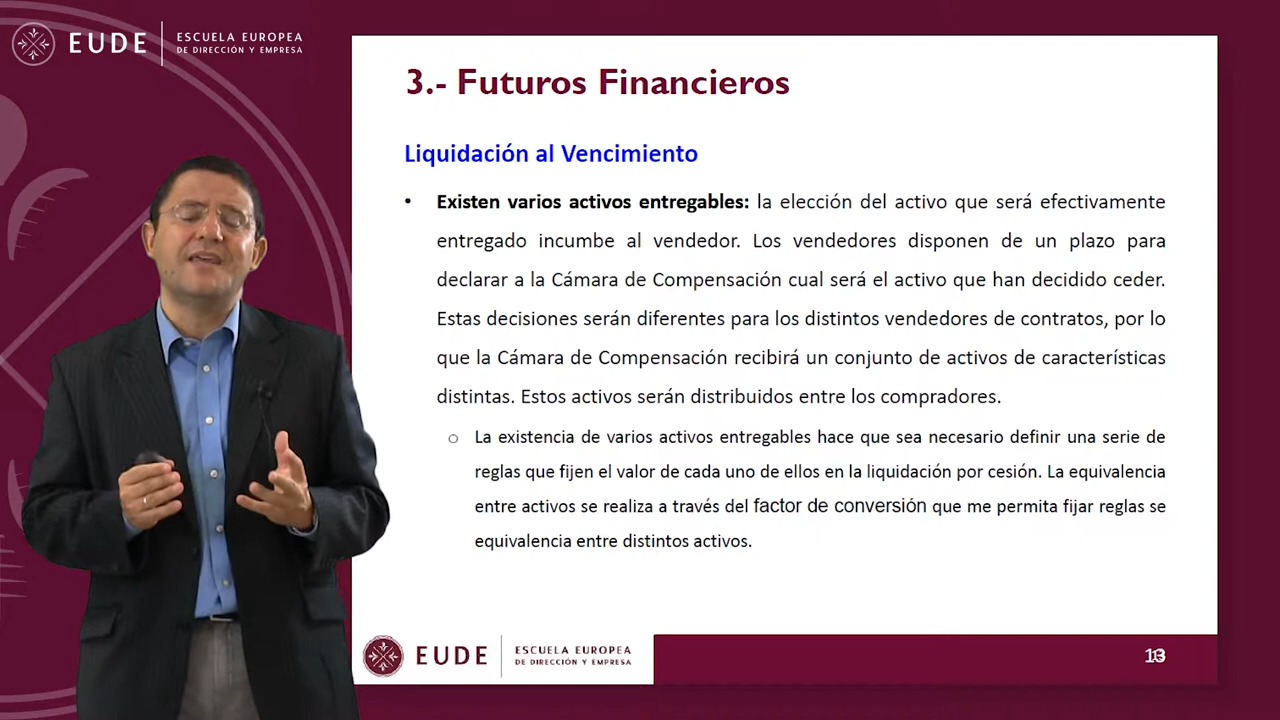 EUDE
ESCUELA EUROPEA
DE DIRECCIÓN Y EMPRESA
3.- Futuros Financieros
Liquidación al Vencimiento
• Existen varios activos entregables: la elección del activo que será efectivamente
entregado incumbe al vendedor. Los vendedores disponen de un plazo para
declarar a la Cámara de Compensación cual será el activo que han decidido ceder.
Estas decisiones serán diferentes para los distintos vendedores de contratos, por lo
que la Cámara de Compensación recibirá un conjunto de activos de características
distintas. Estos activos serán distribuidos entre los compradores.
o La existencia de varios activos entregables hace que sea necesario definir una serie de
reglas que fijen el valor de cada uno de ellos en la liquidación por cesión. La equivalencia
entre activos se realiza a través del factor de conversión que me permita fijar reglas se
equivalencia entre distintos activos.
EUDE
ESCUELA EUROPEA
DE DIRECCIÓN Y EMPRESA